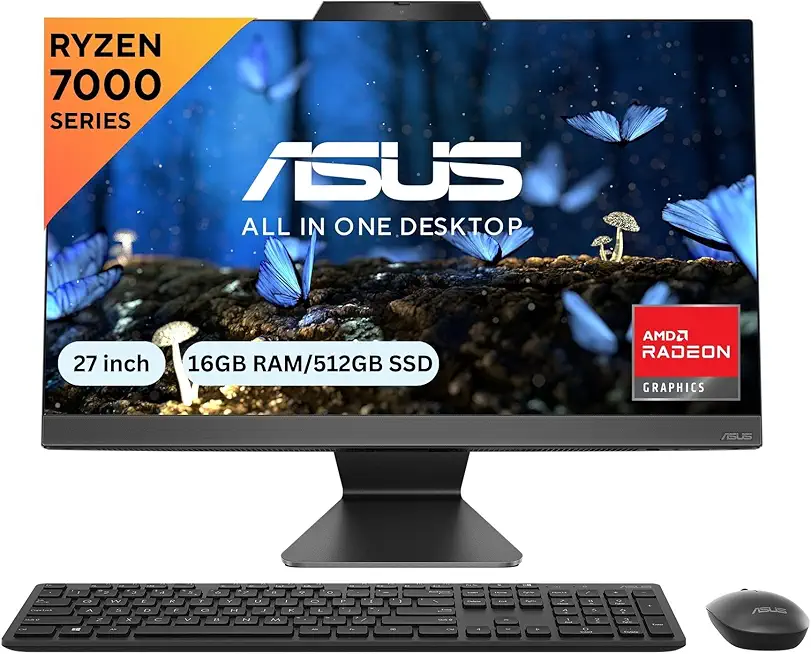 RYZEN
7000
SERIES
ASUS
ALL IN ONE DESKTOP
27 inch
16GB RAM/512GB SSD
AMD
RADEON
GRAPHICS
ASUS
ASUS